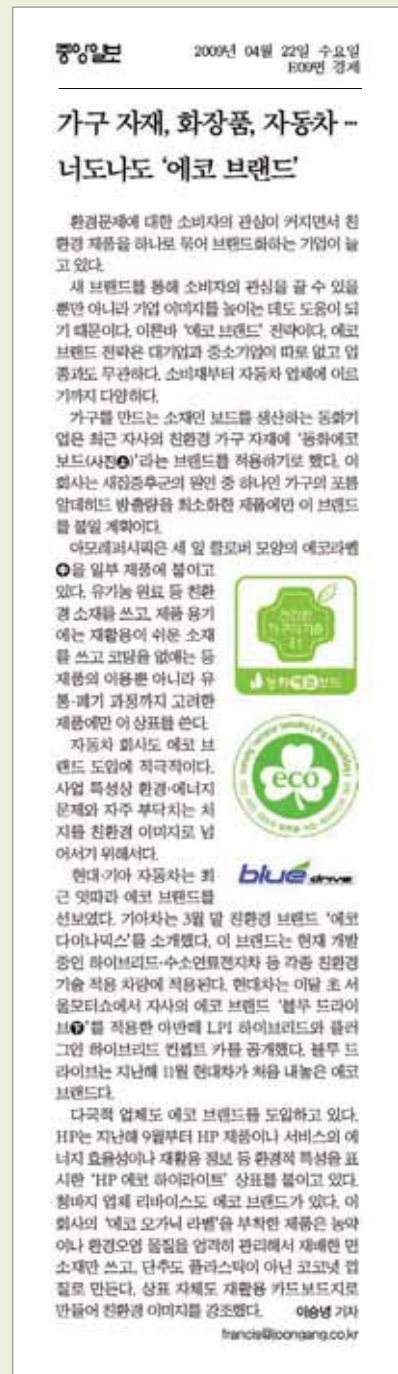 중앙일보
2009년 04월 22일 수요일
E09면 경제
가구 자재, 화장품, 자동차 …
너도나도 ‘에코 브랜드’
환경문제에 대한 소비자의 관심이 커지면서 친
환경 제품을 하나로 묶어 브랜드화하는 기업이 늘
고 있다.
새 브랜드를 통해 소비자의 관심을 끌 수 있을
뿐만 아니라 기업 이미지를 높이는 데도 도움이 되
기 때문이다. 이른바 ‘에코 브랜드’ 전략이다. 에코
브랜드 전략은 대기업과 중소기업이 따로 없고 업
종과도 무관하다. 소비재부터 자동차 업체에 이르
기까지 다양하다.
가구를 만드는 소재인 보드를 생산하는 동화기
업은 최근 자사의 친환경 가구 자재에 ‘동화에코
보드(사진)’라는 브랜드를 적용하기로 했다. 이
회사는 새집증후군의 원인 중 하나인 가구의 포름
알데히드 방출량을 최소화한 제품에만 이 브랜드
를 붙일 계획이다.
아모레퍼시픽은 세 잎 클로버 모양의 에코라벨
을 일부 제품에 붙이고
있다. 유기농 원료 등 친환
경 소재를 쓰고, 제품 용기
에는 재활용이 쉬운 소재
를 쓰고 코팅을 없애는 등
제품의 이용뿐 아니라 유
통·폐기 과정까지 고려한
제품에만 이 상표를 쓴다.
자동차 회사도 에코 브
랜드 도입에 적극적이다.
사업 특성상 환경·에너지
문제와 자주 부닥치는 처
지를 친환경 이미지로 넘
어서기 위해서다.
현대·기아 자동차는 최
근 잇따라 에코 브랜드를
선보였다. 기아차는 3월 말 친환경 브랜드 ‘에코
다이나믹스’를 소개했다. 이 브랜드는 현재 개발
중인 하이브리드·수소연료전지차 등 각종 친환경
기술 적용 차량에 적용된다. 현대차는 이달 초 서
울모터쇼에서 자사의 에코 브랜드 ‘블루 드라이
브’를 적용한 아반떼 LPI 하이브리드와 플러
그인 하이브리드 컨셉트 카를 공개했다. 블루 드
라이브는 지난해 11월 현대차가 처음 내놓은 에코
브랜드다.
다국적 업체도 에코 브랜드를 도입하고 있다.
HP는 지난해 9월부터 HP 제품이나 서비스의 에
너지 효율성이나 재활용 정보 등 환경적 특성을 표
시한 ‘HP 에코 하이라이트’ 상표를 붙이고 있다.
청바지 업체 리바이스도 에코 브랜드가 있다. 이
회사의 ‘에코 오가닉 라벨’을 부착한 제품은 농약
이나 환경오염 물질을 엄격히 관리해서 재배한 면
소재만 쓰고, 단추도 플라스틱이 아닌 코코넛 껍
질로 만든다. 상표 자체도 재활용 카드보드지로
만들어 친환경 이미지를 강조했다. 이승녕 기자
francis@joongang.co.kr
동화에코보드
eco
blue drive